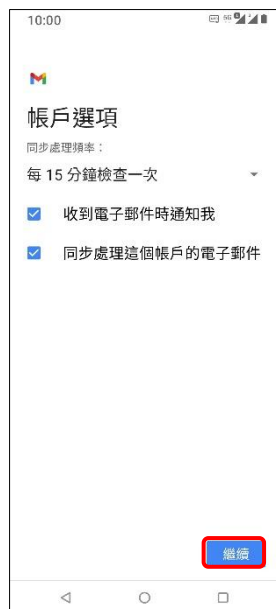 10:00
帳戶選項
同步處理頻率：
每 15 分鐘檢查一次
收到電子郵件時通知我
同步處理這個帳戶的電子郵件
繼續